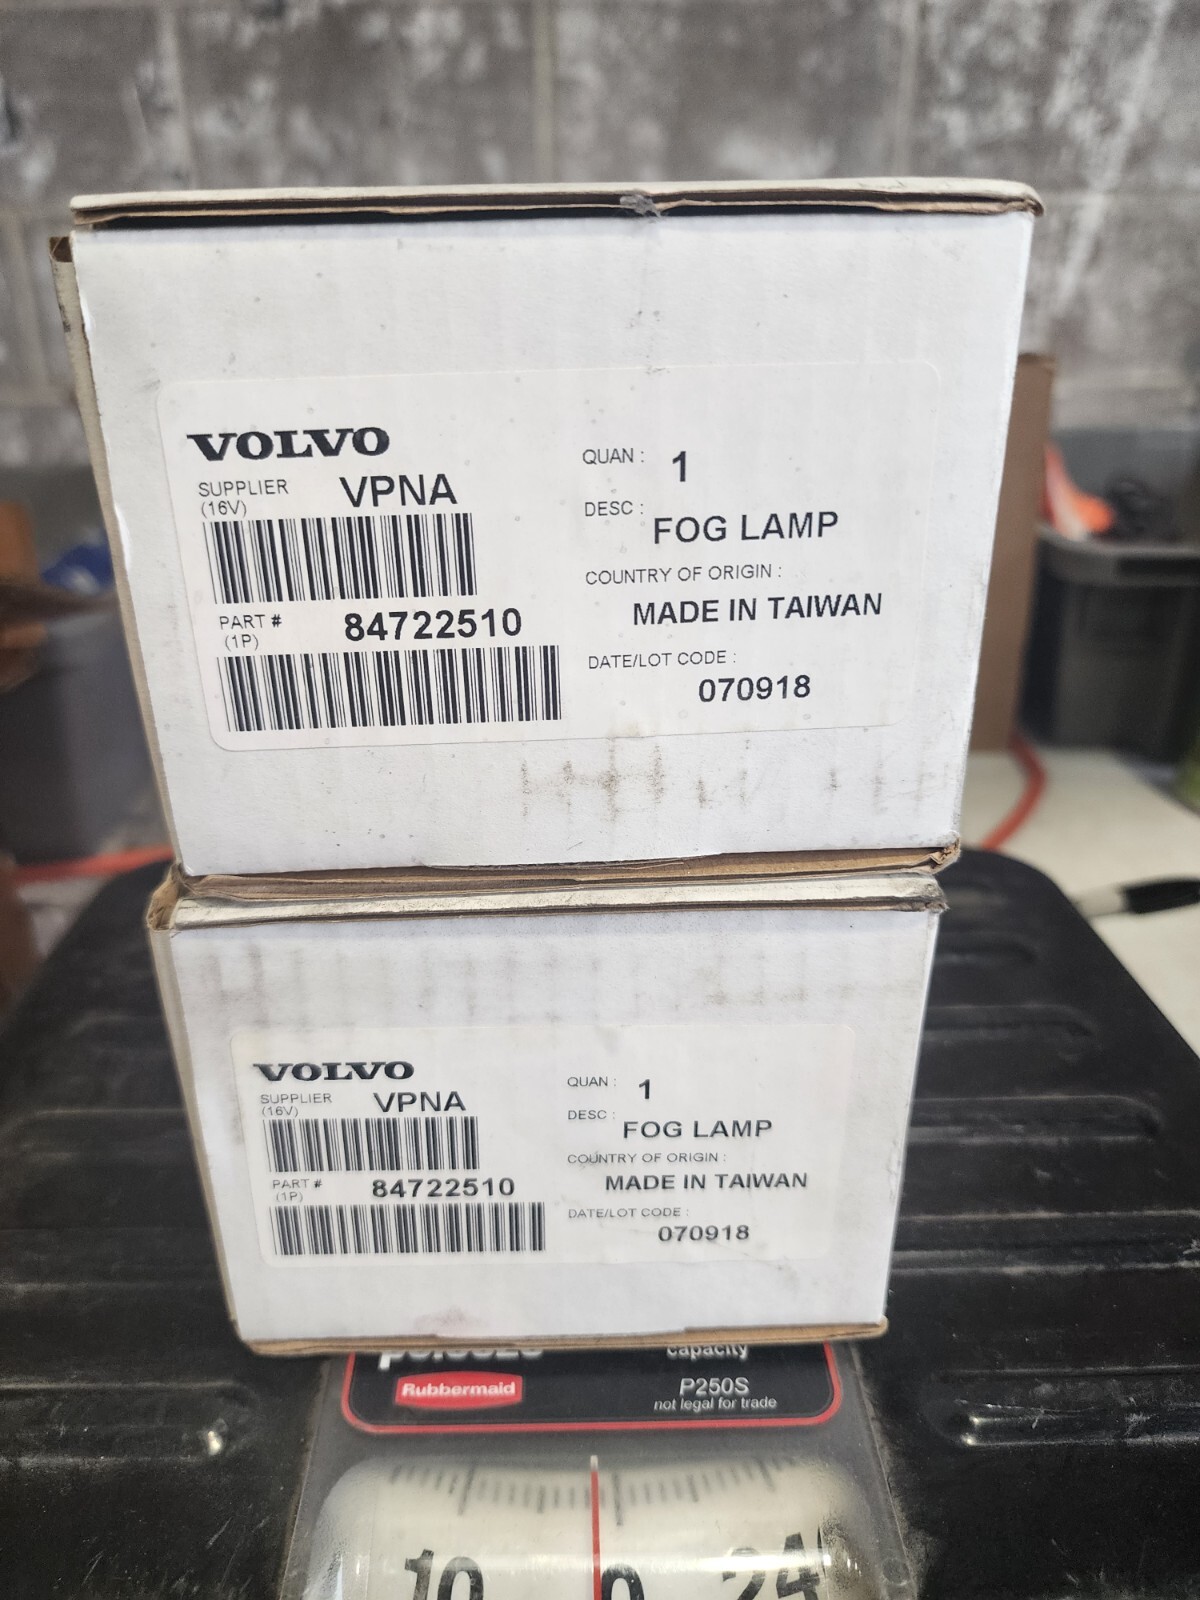 VOLVO
SUPPLIER VPNA
(16V)
PART # 84722510
(1P)
QUAN : 1
DESC :
FOG LAMP
COUNTRY OF ORIGIN :
MADE IN TAIWAN
DATE/LOT CODE :
070918
VOLVO
SUPPLIER VPNA
(16V)
PART # 84722510
(1P)
QUAN : 1
DESC :
FOG LAMP
COUNTRY OF ORIGIN :
MADE IN TAIWAN
DATE/LOT CODE :
070918
capacity
Rubbermaid
P250S
not legal for trade
10 0 24